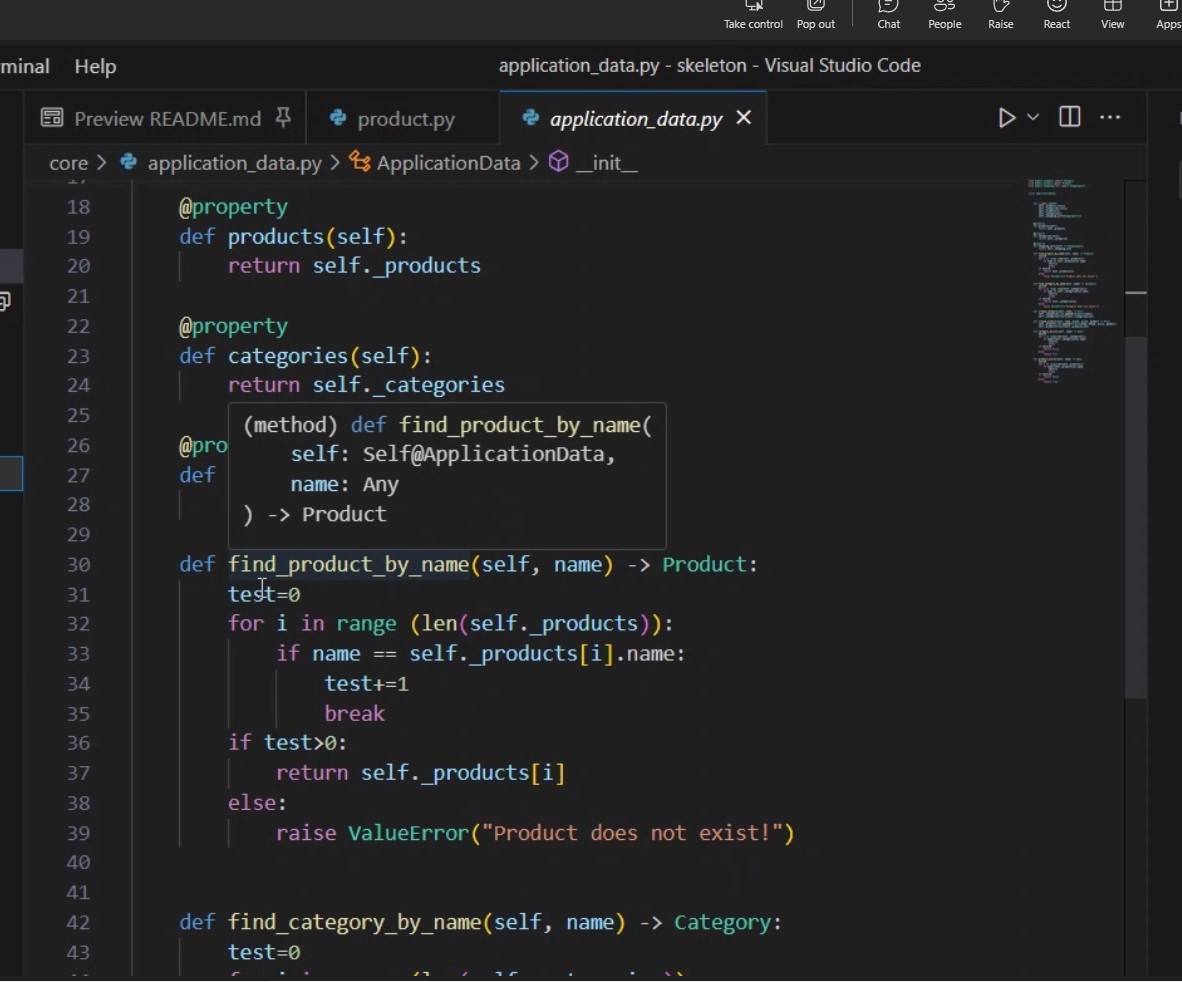 Take control Pop out Chat People Raise React View Apps
minal Help application_data.py - skeleton - Visual Studio Code
Preview README.md product.py application_data.py
core > application_data.py > ApplicationData > __init__
18 @property
19 def products(self):
20 return self._products
21
22 @property
23 def categories(self):
24 return self._categories
25
(method) def find_product_by_name(
self: Self@ApplicationData,
name: Any
) -> Product
26 @pro
27 def
28
29
30 def find_product_by_name(self, name) -> Product:
31 test=0
32 for i in range (len(self._products)):
33 if name == self._products[i].name:
34 test+=1
35 break
36 if test>0:
37 return self._products[i]
38 else:
39 raise ValueError("Product does not exist!")
40
41
42 def find_category_by_name(self, name) -> Category:
43 test=0